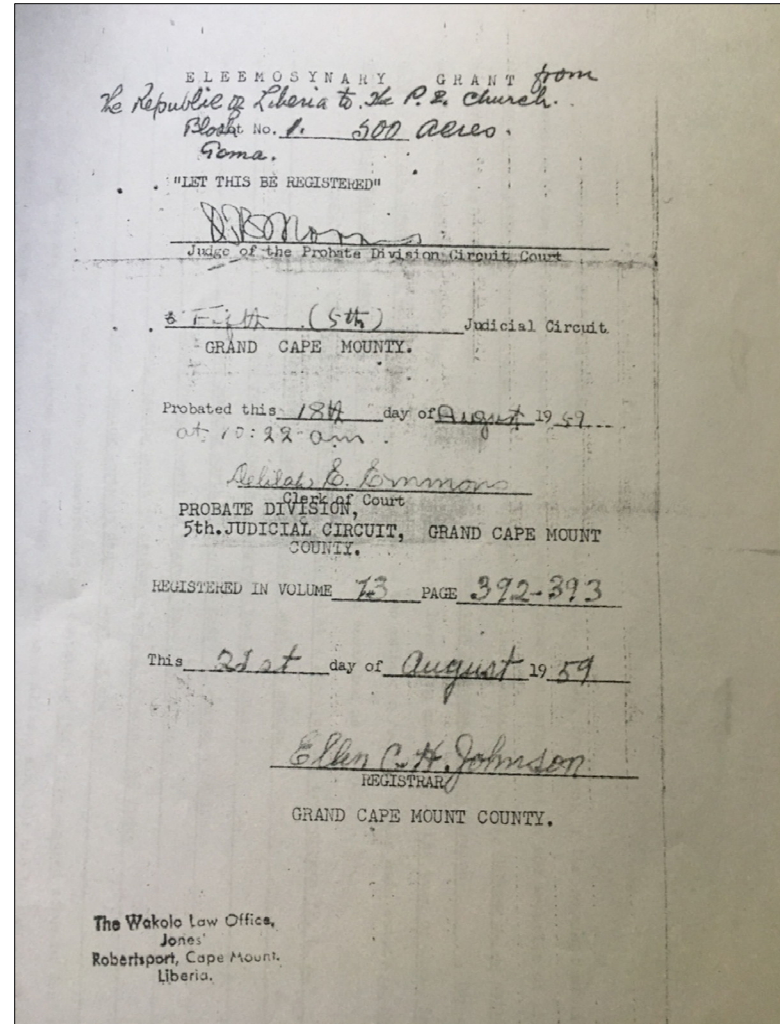 ELEEMOSYNARY GRANT from
The Republic of Liberia to The P. E. Church.
No. 1. 500 acres.
"LET THIS BE REGISTERED"
Judge of the Probate Division Circuit Court
Fifth (5th) Judicial Circuit
GRAND CAPE MOUNTY.
Probated this 18th day of August 1959
at 10:22 am.
Delilah E. Emmons
Clerk of Court
PROBATE DIVISION,
5th. JUDICIAL CIRCUIT, GRAND CAPE MOUNT
COUNTY.
REGISTERED IN VOLUME 13 PAGE 392-393
This 21st day of August 1959
Ellen C. H. Johnson
REGISTRAR
GRAND CAPE MOUNT COUNTY.
The Wakolo Law Office,
Jones'
Robertsport, Cape Mount.
Liberia.